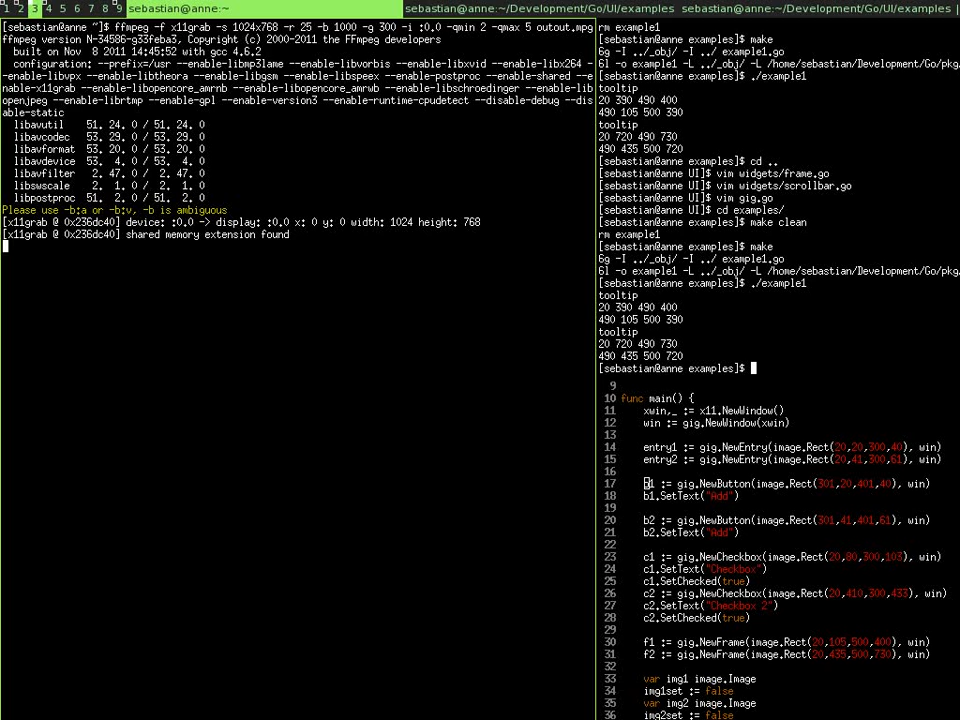 1 2 3 4 5 6 7 8 9 sebastian@anne:~ sebastian@anne:~/Development/Go/UI/examples sebastian@anne:~/Development/Go/UI/examples |
[sebastian@anne ~]$ ffmpeg -f x11grab -s 1024x768 -r 25 -b 1000 -g 300 -i :0.0 -qmin 2 -qmax 5 outout.mpg
ffmpeg version N-34586-g33feba3, Copyright (c) 2000-2011 the FFmpeg developers
built on Nov 8 2011 14:45:52 with gcc 4.6.2
configuration: --prefix=/usr --enable-libmp3lame --enable-libvorbis --enable-libxvid --enable-libx264 -
-enable-libvpx --enable-libtheora --enable-libgsm --enable-libspeex --enable-postproc --enable-shared --e
nable-x11grab --enable-libopencore_amrnb --enable-libopencore_amrwb --enable-libschroedinger --enable-lib
openjpeg --enable-librtmp --enable-gpl --enable-version3 --enable-runtime-cpudetect --disable-debug --dis
able-static
libavutil 51. 24. 0 / 51. 24. 0
libavcodec 53. 29. 0 / 53. 29. 0
libavformat 53. 20. 0 / 53. 20. 0
libavdevice 53. 4. 0 / 53. 4. 0
libavfilter 2. 47. 0 / 2. 47. 0
libswscale 2. 1. 0 / 2. 1. 0
libpostproc 51. 2. 0 / 51. 2. 0
Please use -b:a or -b:v, -b is ambiguous
[x11grab @ 0x236dc40] device: :0.0 -> display: :0.0 x: 0 y: 0 width: 1024 height: 768
[x11grab @ 0x236dc40] shared memory extension found
rm example1
[sebastian@anne examples]$ make
6g -I ../_obj/ -I ../ example1.go
6l -o example1 -L ../_obj/ -L /home/sebastian/Development/Go/pkg
[sebastian@anne examples]$ ./example1
tooltip
20 390 490 400
490 105 500 390
tooltip
20 720 490 730
490 435 500 720
[sebastian@anne examples]$ cd ..
[sebastian@anne UI]$ vim widgets/frame.go
[sebastian@anne UI]$ vim widgets/scrollbar.go
[sebastian@anne UI]$ vim gig.go
[sebastian@anne UI]$ cd examples/
[sebastian@anne examples]$ make clean
rm example1
[sebastian@anne examples]$ make
6g -I ../_obj/ -I ../ example1.go
6l -o example1 -L ../_obj/ -L /home/sebastian/Development/Go/pkg
[sebastian@anne examples]$ ./example1
tooltip
20 390 490 400
490 105 500 390
tooltip
20 720 490 730
490 435 500 720
[sebastian@anne examples]$
9
10 func main() {
11 xwin,_ := x11.NewWindow()
12 win := gig.NewWindow(xwin)
13
14 entry1 := gig.NewEntry(image.Rect(20,20,300,40), win)
15 entry2 := gig.NewEntry(image.Rect(20,41,300,61), win)
16
17 b1 := gig.NewButton(image.Rect(301,20,401,40), win)
18 b1.SetText("Add")
19
20 b2 := gig.NewButton(image.Rect(301,41,401,61), win)
21 b2.SetText("Add")
22
23 c1 := gig.NewCheckbox(image.Rect(20,80,300,103), win)
24 c1.SetText("Checkbox")
25 c1.SetChecked(true)
26 c2 := gig.NewCheckbox(image.Rect(20,410,300,433), win)
27 c2.SetText("Checkbox 2")
28 c2.SetChecked(true)
29
30 f1 := gig.NewFrame(image.Rect(20,105,500,400), win)
31 f2 := gig.NewFrame(image.Rect(20,435,500,730), win)
32
33 var img1 image.Image
34 img1set := false
35 var img2 image.Image
36 img2set := false